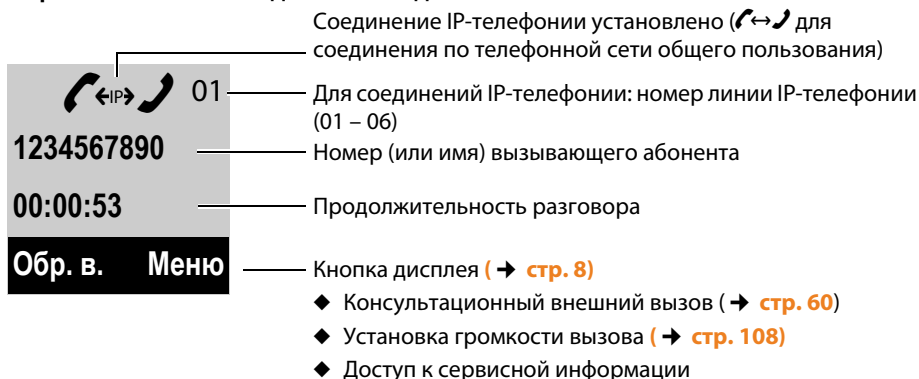 Соединение IP-телефонии установлено (↔ для
соединения по телефонной сети общего пользования)
IP 01
Для соединений IP-телефонии: номер линии IP-телефонии
(01 – 06)
1234567890
Номер (или имя) вызывающего абонента
00:00:53
Продолжительность разговора
Обр. в. Меню
Кнопка дисплея ( ➔ стр. 8)
◆ Консультационный внешний вызов ( ➔ стр. 60)
◆ Установка громкости вызова ( ➔ стр. 108)
◆ Доступ к сервисной информации